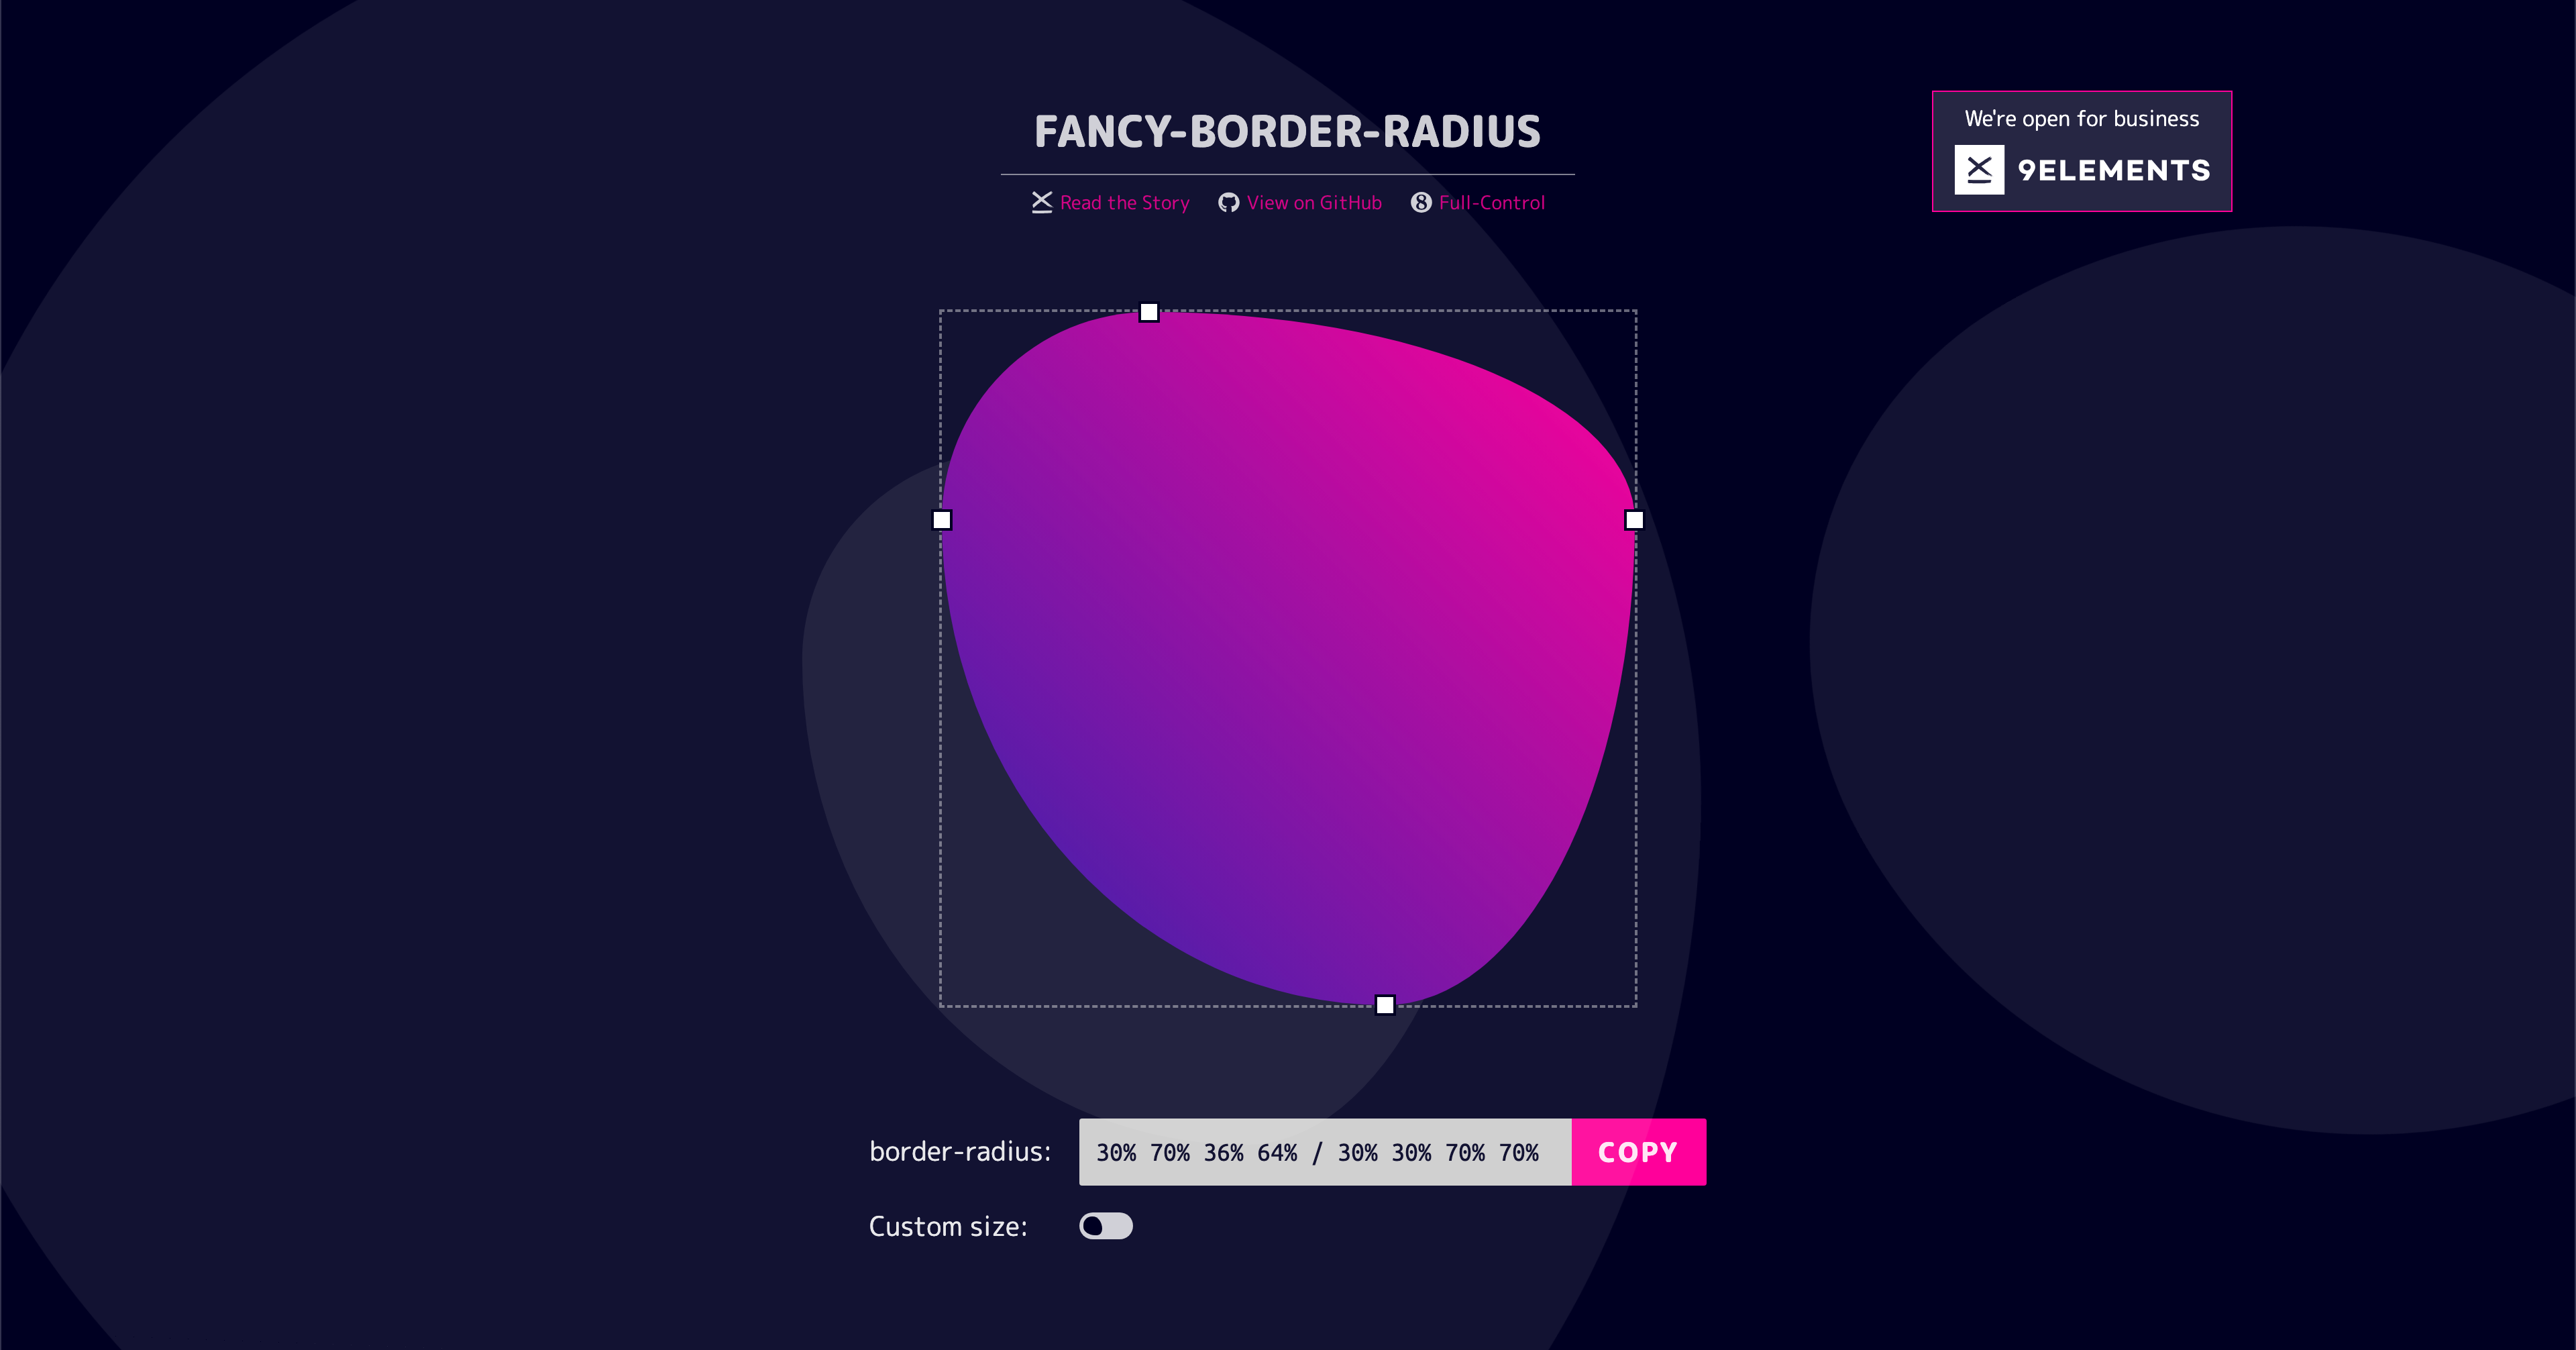 FANCY-BORDER-RADIUS
Read the Story View on GitHub Full-Control
We're open for business
9ELEMENTS
border-radius: 30% 70% 36% 64% / 30% 30% 70% 70% COPY
Custom size: